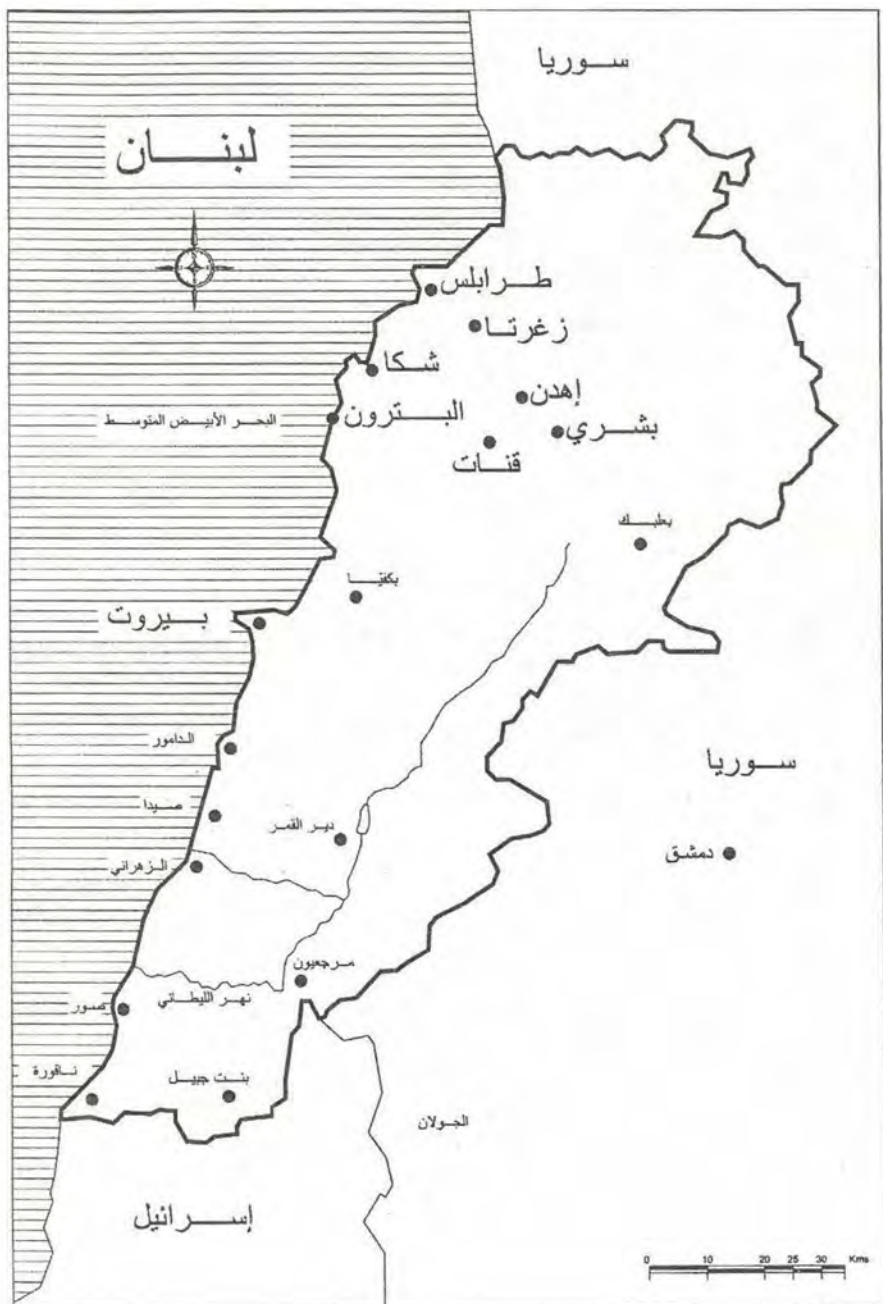 سوريا
لبنان
طرابلس
زغرتا
شكا
إهدن
البترون
البحر الأبيض المتوسط
بشري
قنات
بعلبك
بكفيّا
بيروت
الدامور
سوريا
صيدا
دير القمر
دمشق
الزهراني
مرجعيون
نهر الليطاني
صور
ناقورة
بنت جبيل
الجولان
إسرائيل
0 10 20 25 30 Kms